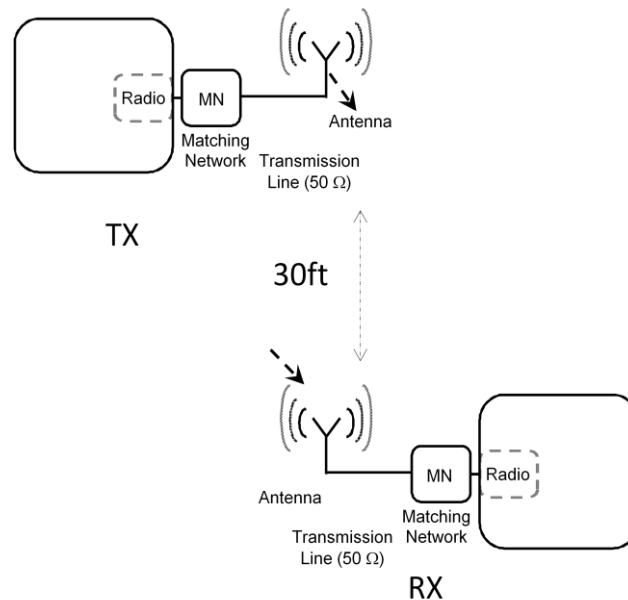 Radio
MN
Antenna
Matching
Network
Transmission
Line (50 Ω)
TX
30ft
Antenna
MN
Radio
Matching
Network
Transmission
Line (50 Ω)
RX